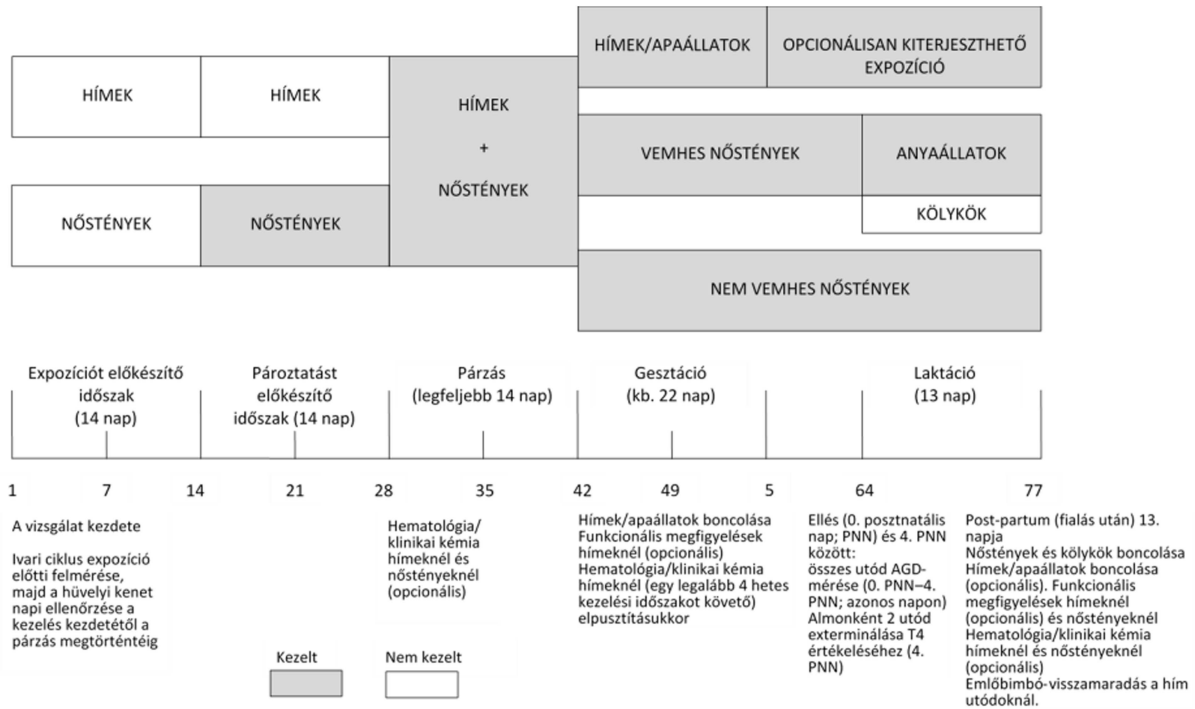 HÍMEK/APAÁLLATOK
OPCIONÁLISAN KITERJESZTHETŐ
EXPOZÍCIÓ
HÍMEK
HÍMEK
HÍMEK
+
NŐSTÉNYEK
VEMHES NŐSTÉNYEK
ANYAÁLLATOK
KÖLYKÖK
NŐSTÉNYEK
NŐSTÉNYEK
NEM VEMHES NŐSTÉNYEK
Expozíciót előkészítő
időszak
(14 nap)
Pároztatást
előkészítő
időszak (14 nap)
Párzás
(legfeljebb 14 nap)
Gesztáció
(kb. 22 nap)
Laktáció
(13 nap)
1
7
14
21
28
35
42
49
5
64
77
A vizsgálat kezdete
Ivari ciklus expozíció
előtti felmérése,
majd a hüvelyi kenet
napi ellenőrzése a
kezelés kezdetétől a
párzás megtörténtéig
Hematológia/
klinikai kémia
hímeknél és
nőstényeknél
(opcionális)
Hímek/apaállatok boncolása
Funkcionális megfigyelések
hímeknél (opcionális)
Hematológia/klinikai kémia
hímeknél (egy legalább 4 hetes
kezelési időszakot követő)
elpusztításukkor
Ellés (0. posztnatális
nap; PNN) és 4. PNN
között:
összes utód AGD-
mérése (0. PNN–4.
PNN; azonos napon)
Almonként 2 utód
exterminálása T4
értékeléséhez (4.
PNN)
Post-partum (fialás után) 13.
napja
Nőstények és kölykök boncolása
Hímek/apaállatok boncolása
(opcionális). Funkcionális
megfigyelések hímeknél
(opcionális) és nőstényeknél
Hematológia/klinikai kémia
hímeknél és nőstényeknél
(opcionális)
Emlőbimbó-visszamaradás a hím
utódoknál.
Kezelt
Nem kezelt